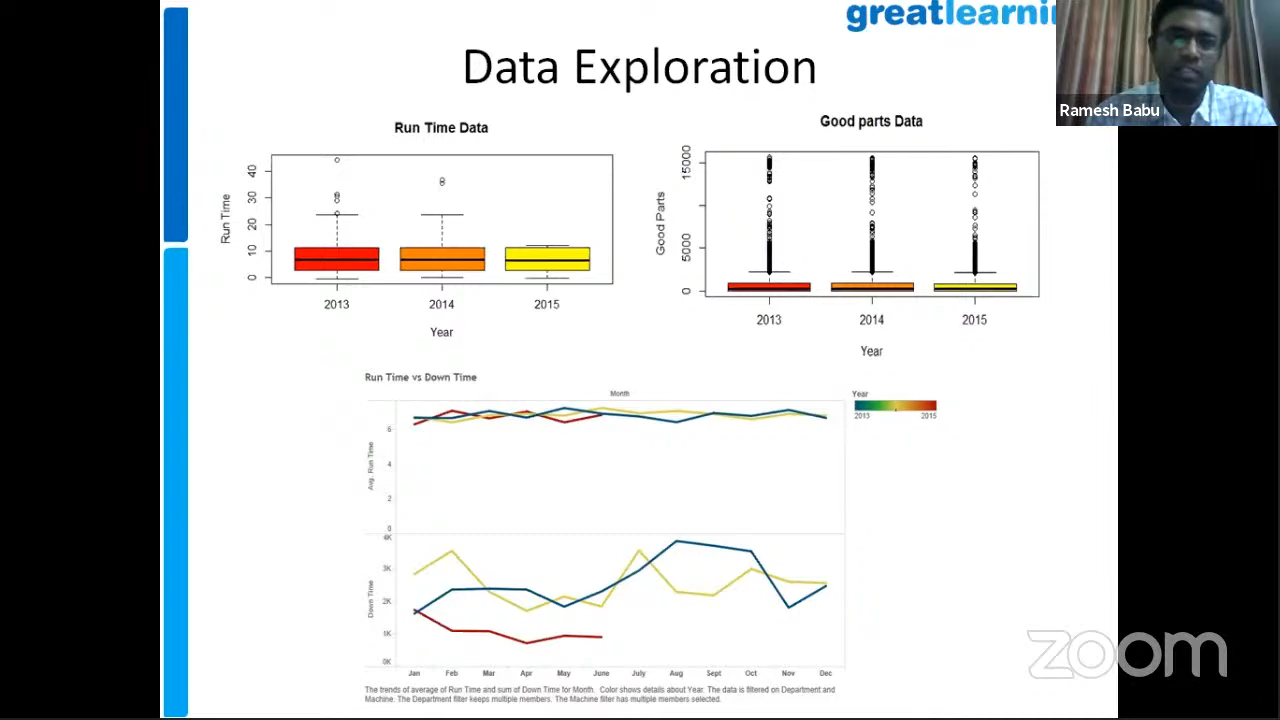 greatlearni
Data Exploration
Ramesh Babu
Run Time Data
Run Time
40
30
20
10
0
2013 2014 2015
Year
Good parts Data
Good Parts
15000
5000
0
2013 2014 2015
Year
Run Time vs Down Time
Month
Avg. Run Time
6
4
2
0
Down Time
4K
3K
2K
1K
0K
Jan Feb Mar Apr May June July Aug Sept Oct Nov Dec
Year
2013 2015
The trends of average of Run Time and sum of Down Time for Month. Color shows details about Year. The data is filtered on Department and
Machine. The Department filter keeps multiple members. The Machine filter has multiple members selected.
zoom